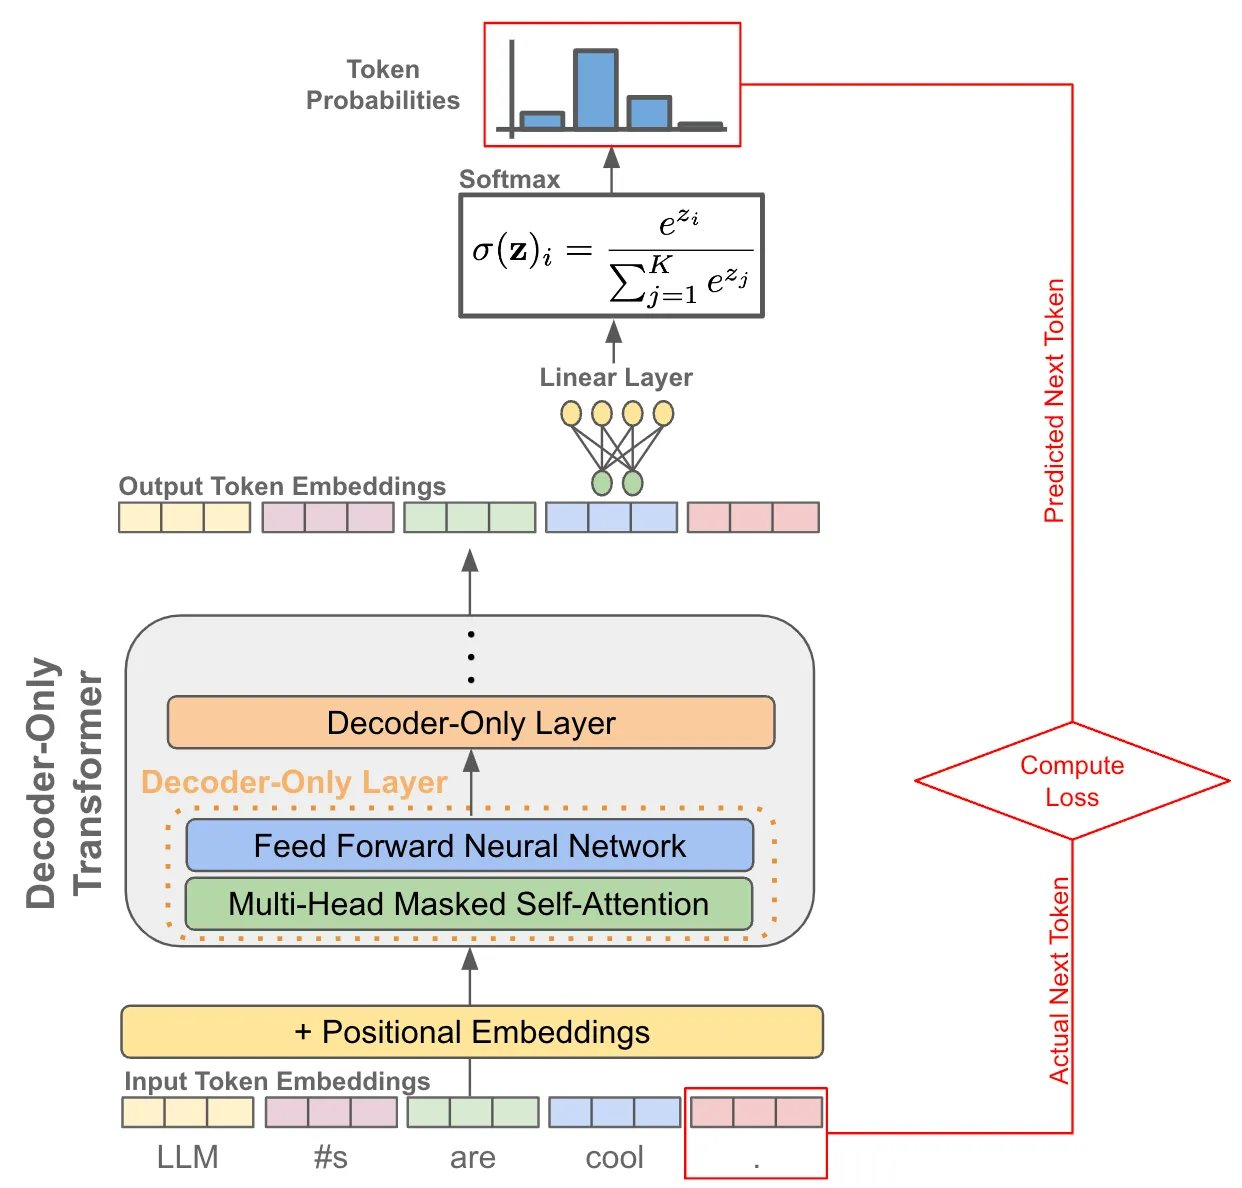 Token
Probabilities
Softmax
σ(𝐳)ᵢ = e^{z_i} / ∑_{j=1}^{K} e^{z_j}
Linear Layer
Output Token Embeddings
Decoder-Only
Transformer
Decoder-Only Layer
Decoder-Only Layer
Feed Forward Neural Network
Multi-Head Masked Self-Attention
+ Positional Embeddings
Input Token Embeddings
LLM #s are cool .
Predicted Next Token
Compute
Loss
Actual Next Token